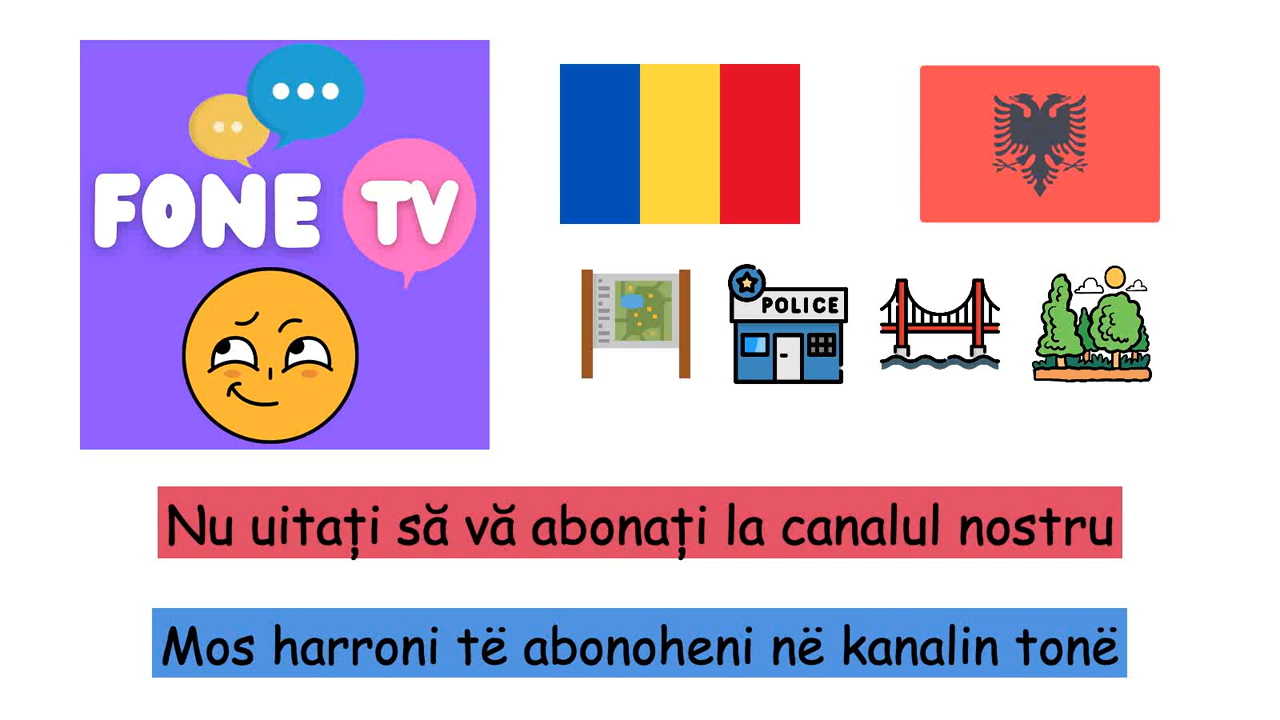 FONE TV
POLICE
Nu uitați să vă abonați la canalul nostru
Mos harroni të abonoheni në kanalin tonë